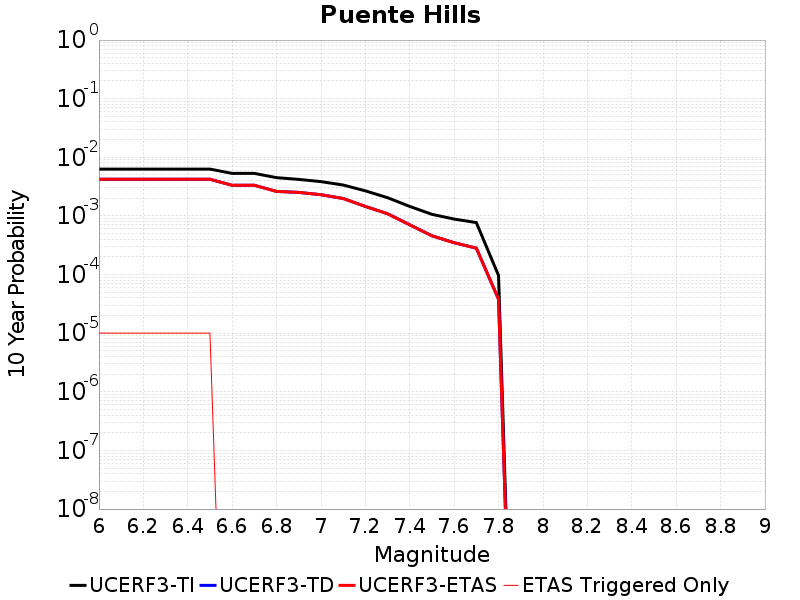 Puente Hills
10^0
10^-1
10^-2
10^-3
10^-4
10^-5
10^-6
10^-7
10^-8
10 Year Probability
6 6.2 6.4 6.6 6.8 7 7.2 7.4 7.6 7.8 8 8.2 8.4 8.6 8.8 9
Magnitude
UCERF3-TI UCERF3-TD UCERF3-ETAS ETAS Triggered Only